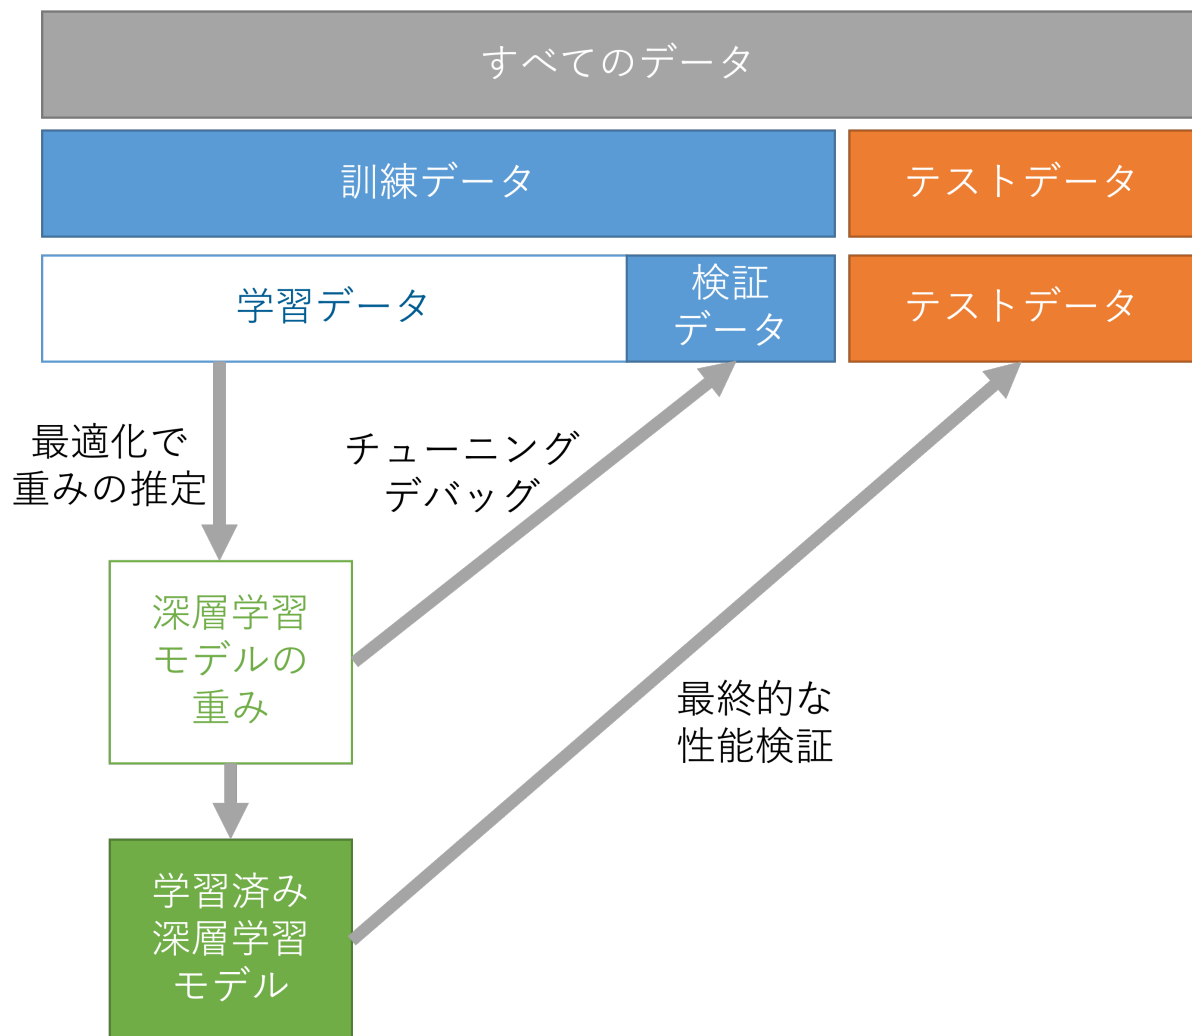 すべてのデータ
訓練データ
テストデータ
学習データ
検証
データ
テストデータ
最適化で
重みの推定
チューニング
デバッグ
深層学習
モデルの
重み
最終的な
性能検証
学習済み
深層学習
モデル